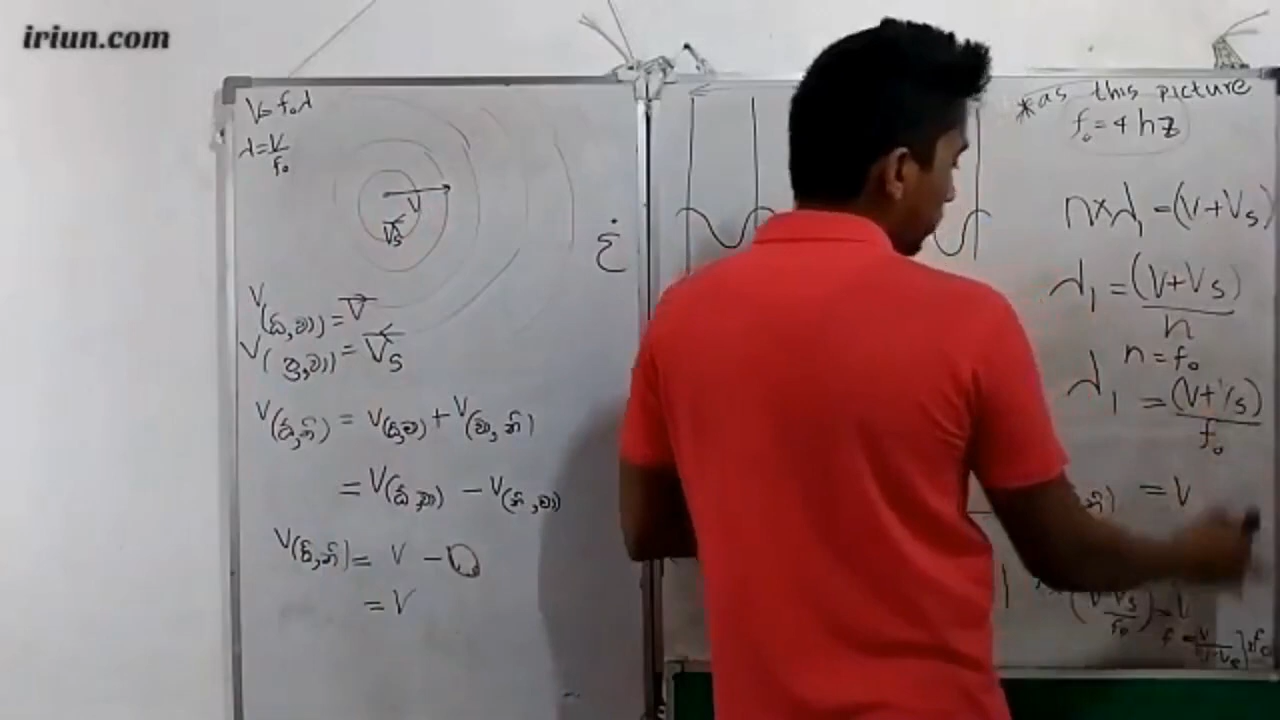 iriun.com
V= f₀λ
λ = V/f₀
V
Vs
V(ධ,වා) = V
V(ප්‍ර,වා) = Vs
V(ධ,නි) = V(ධ,වා) + V(වා,නි)
= V(ධ,වා) − V(නි,වා)
V(ධ,නි) = V − 0
= V
*as this picture
f₀ = 4 hz
n×λ₁ = (V+Vs)
λ₁ = (V+Vs)/n
n = f₀
λ₁ = (V+Vs)/f₀
= V